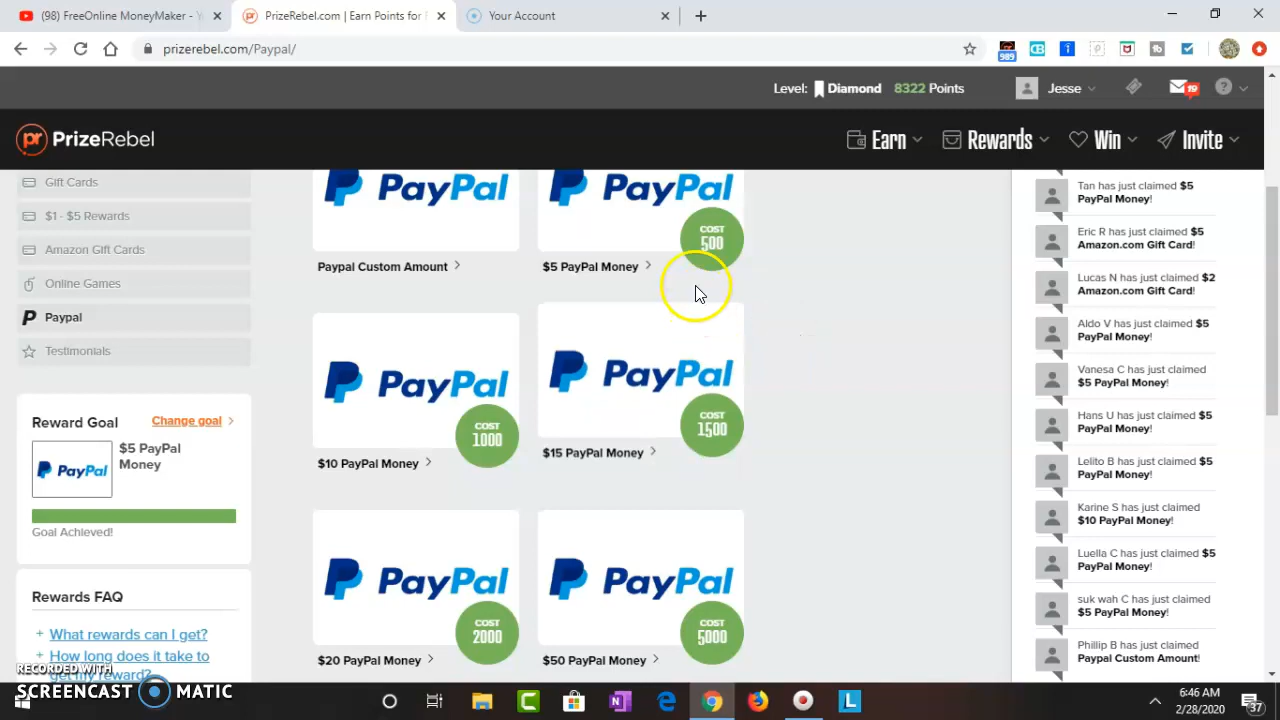 (98) FreeOnline MoneyMaker - Y
PrizeRebel.com | Earn Points for F
Your Account
prizerebel.com/Paypal/
989
CB
Level: Diamond 8322 Points
Jesse
19
pr PrizeRebel
Earn
Rewards
Win
Invite
Gift Cards
$1 - $5 Rewards
Amazon Gift Cards
Online Games
Paypal
Testimonials
Reward Goal
Change goal
PayPal
$5 PayPal
Money
Goal Achieved!
Rewards FAQ
+ What rewards can I get?
+ How long does it take to
get my reward?
PayPal
Paypal Custom Amount
PayPal
COST
500
$5 PayPal Money
PayPal
COST
1000
$10 PayPal Money
PayPal
COST
1500
$15 PayPal Money
PayPal
COST
2000
$20 PayPal Money
PayPal
COST
5000
$50 PayPal Money
Tan has just claimed $5
PayPal Money!
Eric R has just claimed $5
Amazon.com Gift Card!
Lucas N has just claimed $2
Amazon.com Gift Card!
Aldo V has just claimed $5
PayPal Money!
Vanesa C has just claimed
$5 PayPal Money!
Hans U has just claimed $5
PayPal Money!
Lelito B has just claimed $5
PayPal Money!
Karine S has just claimed
$10 PayPal Money!
Luella C has just claimed $5
PayPal Money!
suk wah C has just claimed
$5 PayPal Money!
Phillip B has just claimed
Paypal Custom Amount!
RECORDED WITH
SCREENCAST MATIC
6:46 AM
2/28/2020
37